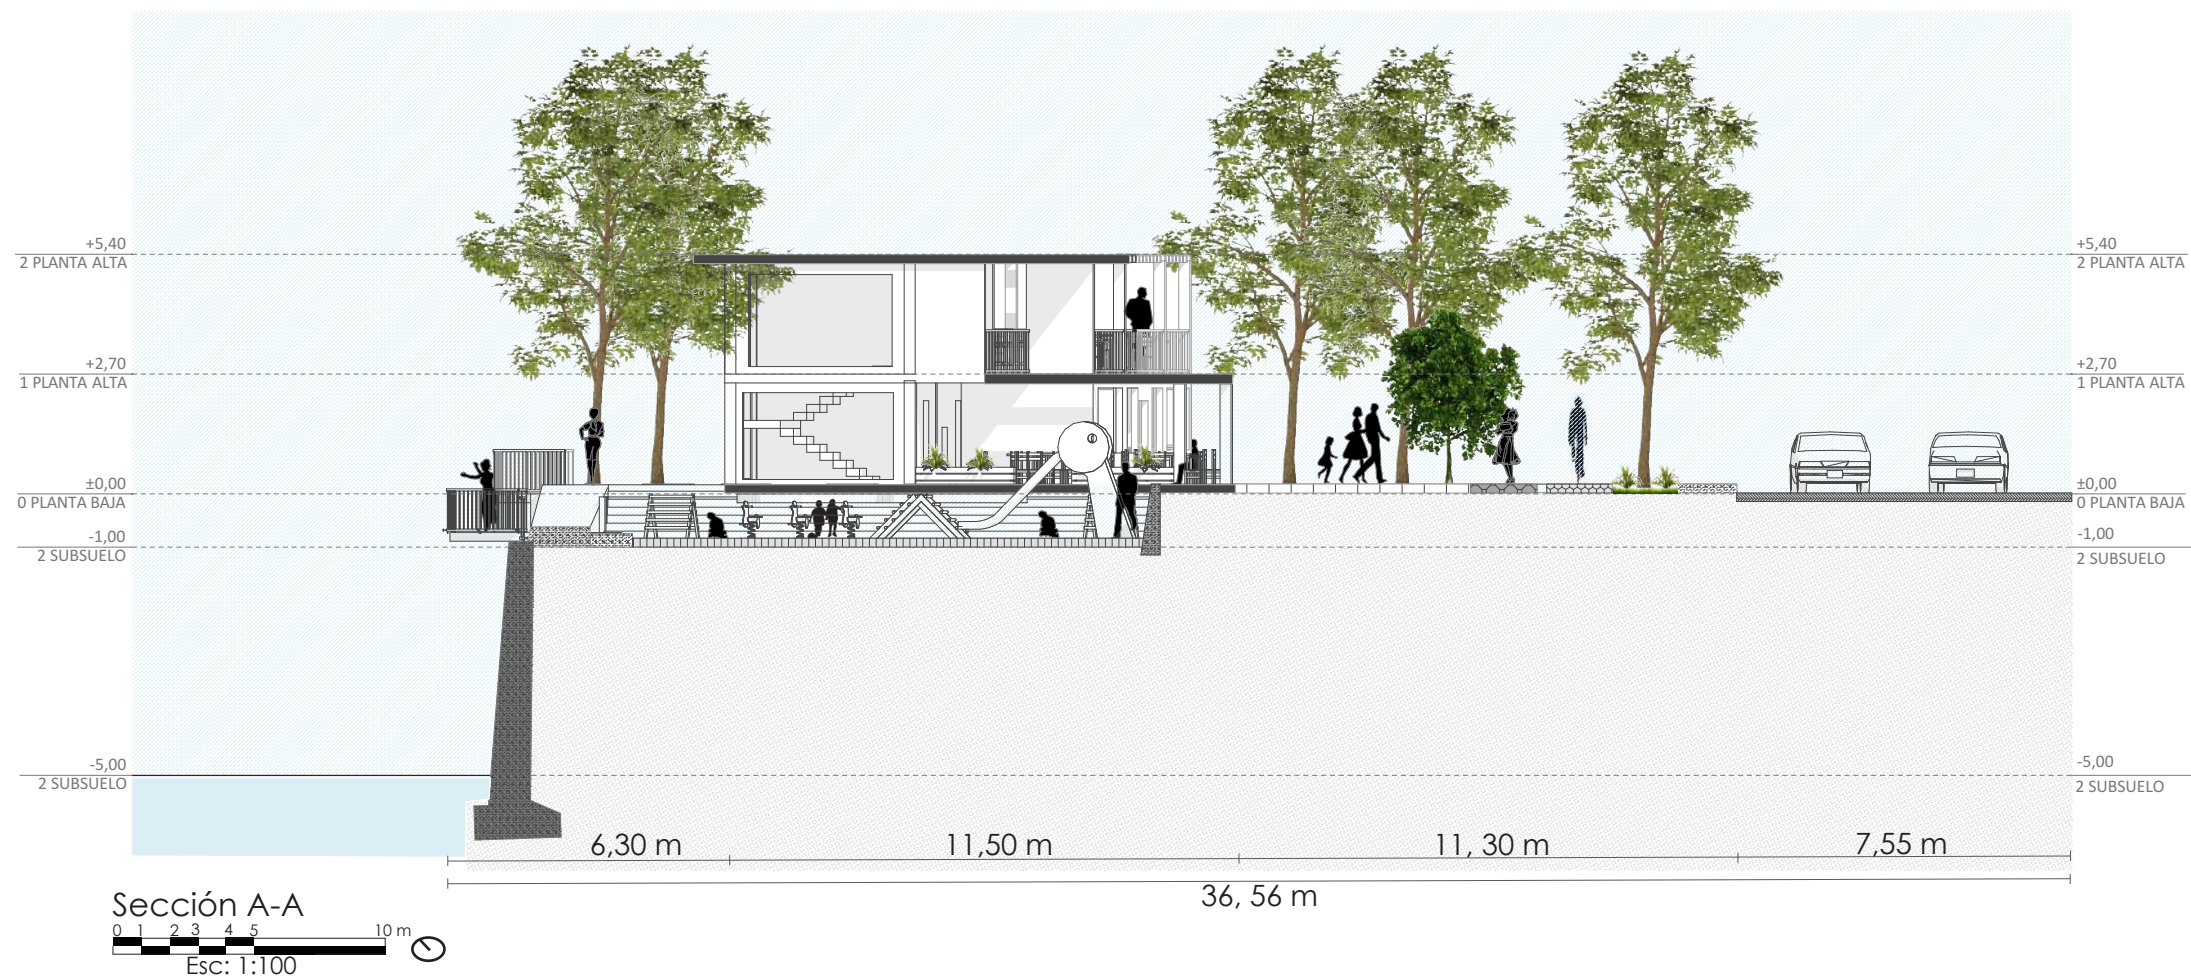 +5,40
2 PLANTA ALTA
+2,70
1 PLANTA ALTA
±0,00
0 PLANTA BAJA
-1,00
2 SUBSUELO
-5,00
2 SUBSUELO
+5,40
2 PLANTA ALTA
+2,70
1 PLANTA ALTA
±0,00
0 PLANTA BAJA
-1,00
2 SUBSUELO
-5,00
2 SUBSUELO
6,30 m
11,50 m
11, 30 m
7,55 m
36, 56 m
Sección A-A
0 1 2 3 4 5 10 m
Esc: 1:100